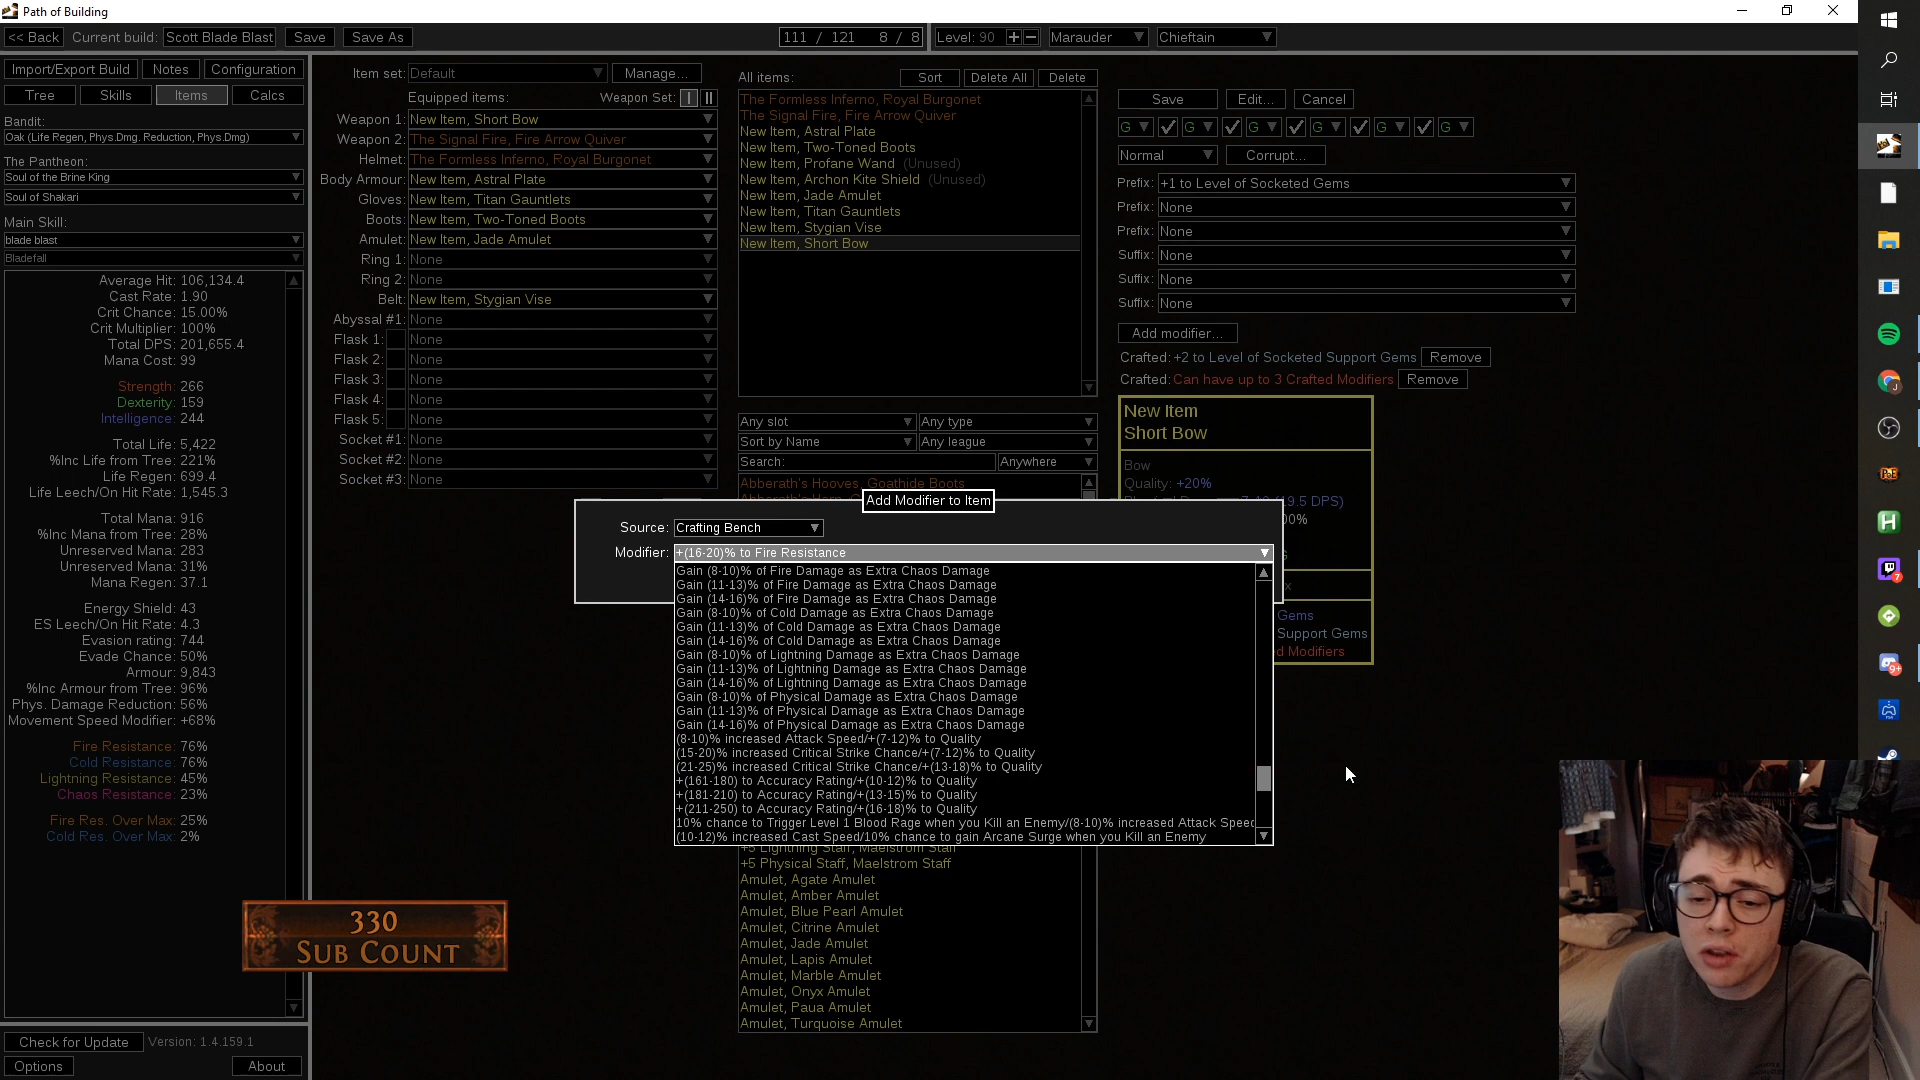 Path of Building
<< Back
Current build:
Scott Blade Blast
Save
Save As
111 / 121 8 / 8
Level: 90
Marauder
Chieftain
Import/Export Build
Notes
Configuration
Tree
Skills
Items
Calcs
Bandit:
Oak (Life Regen, Phys.Dmg. Reduction, Phys.Dmg)
The Pantheon:
Soul of the Brine King
Soul of Shakari
Main Skill:
blade blast
Bladefall
Average Hit: 106,134.4
Cast Rate: 1.90
Crit Chance: 15.00%
Crit Multiplier: 100%
Total DPS: 201,655.4
Mana Cost: 99
Strength: 266
Dexterity: 159
Intelligence: 244
Total Life: 5,422
%Inc Life from Tree: 221%
Life Regen: 699.4
Life Leech/On Hit Rate: 1,545.3
Total Mana: 916
%Inc Mana from Tree: 28%
Unreserved Mana: 283
Unreserved Mana: 31%
Mana Regen: 37.1
Energy Shield: 43
ES Leech/On Hit Rate: 4.3
Evasion rating: 744
Evade Chance: 50%
Armour: 9,843
%Inc Armour from Tree: 96%
Phys. Damage Reduction: 56%
Movement Speed Modifier: +68%
Fire Resistance: 76%
Cold Resistance: 76%
Lightning Resistance: 45%
Chaos Resistance: 23%
Fire Res. Over Max: 25%
Cold Res. Over Max: 2%
Check for Update
Version: 1.4.159.1
Options
About
330
Sub Count
Item set: Default
Manage...
Equipped items:
Weapon Set: I II
Weapon 1: New Item, Short Bow
Weapon 2: The Signal Fire, Fire Arrow Quiver
Helmet: The Formless Inferno, Royal Burgonet
Body Armour: New Item, Astral Plate
Gloves: New Item, Titan Gauntlets
Boots: New Item, Two-Toned Boots
Amulet: New Item, Jade Amulet
Ring 1: None
Ring 2: None
Belt: New Item, Stygian Vise
Abyssal #1: None
Flask 1: None
Flask 2: None
Flask 3: None
Flask 4: None
Flask 5: None
Socket #1: None
Socket #2: None
Socket #3: None
All items:
Sort
Delete All
Delete
The Formless Inferno, Royal Burgonet
The Signal Fire, Fire Arrow Quiver
New Item, Astral Plate
New Item, Two-Toned Boots
New Item, Profane Wand (Unused)
New Item, Archon Kite Shield (Unused)
New Item, Jade Amulet
New Item, Titan Gauntlets
New Item, Stygian Vise
New Item, Short Bow
Any slot
Any type
Sort by Name
Any league
Search:
Anywhere
Abberath's Hooves, Goathide Boots
Save
Edit...
Cancel
G G G G G G
Normal
Corrupt...
Prefix: +1 to Level of Socketed Gems
Prefix: None
Prefix: None
Suffix: None
Suffix: None
Suffix: None
Add modifier...
Crafted: +2 to Level of Socketed Support Gems
Remove
Crafted: Can have up to 3 Crafted Modifiers
Remove
New Item
Short Bow
Bow
Quality: +20%
Gems
Support Gems
Modifiers
Add Modifier to Item
Source: Crafting Bench
Modifier: +(16-20)% to Fire Resistance
Gain (8-10)% of Fire Damage as Extra Chaos Damage
Gain (11-13)% of Fire Damage as Extra Chaos Damage
Gain (14-16)% of Fire Damage as Extra Chaos Damage
Gain (8-10)% of Cold Damage as Extra Chaos Damage
Gain (11-13)% of Cold Damage as Extra Chaos Damage
Gain (14-16)% of Cold Damage as Extra Chaos Damage
Gain (8-10)% of Lightning Damage as Extra Chaos Damage
Gain (11-13)% of Lightning Damage as Extra Chaos Damage
Gain (14-16)% of Lightning Damage as Extra Chaos Damage
Gain (8-10)% of Physical Damage as Extra Chaos Damage
Gain (11-13)% of Physical Damage as Extra Chaos Damage
Gain (14-16)% of Physical Damage as Extra Chaos Damage
(8-10)% increased Attack Speed/+(7-12)% to Quality
(15-20)% increased Critical Strike Chance/+(7-12)% to Quality
(21-25)% increased Critical Strike Chance/+(13-18)% to Quality
+(161-180) to Accuracy Rating/+(10-12)% to Quality
+(181-210) to Accuracy Rating/+(13-15)% to Quality
+(211-250) to Accuracy Rating/+(16-18)% to Quality
10% chance to Trigger Level 1 Blood Rage when you Kill an Enemy/(8-10)% increased Attack Speed
(10-12)% increased Cast Speed/10% chance to gain Arcane Surge when you Kill an Enemy
+5 Lightning Staff, Maelstrom Staff
+5 Physical Staff, Maelstrom Staff
Amulet, Agate Amulet
Amulet, Amber Amulet
Amulet, Blue Pearl Amulet
Amulet, Citrine Amulet
Amulet, Jade Amulet
Amulet, Lapis Amulet
Amulet, Marble Amulet
Amulet, Onyx Amulet
Amulet, Paua Amulet
Amulet, Turquoise Amulet